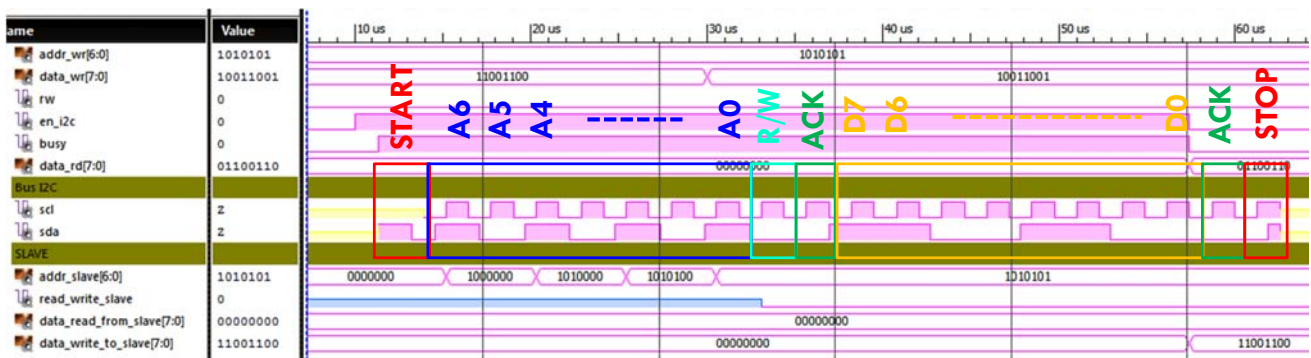 ame Value 10 us 20 us 30 us 40 us 50 us 60 us
addr_wr[6:0] 1010101 1010101
data_wr[7:0] 10011001 11001100 10011001
rw 0
en_i2c 0
busy 0
START A6 A5 A4 A0 R/W ACK D7 D6 D0 ACK STOP
data_rd[7:0] 01100110 00000000 01100110
Bus I2C
scl z
sda z
SLAVE
addr_slave[6:0] 1010101 0000000 1000000 1010000 1010100 1010101
read_write_slave 0
data_read_from_slave[7:0] 00000000 00000000
data_write_to_slave[7:0] 11001100 00000000 11001100